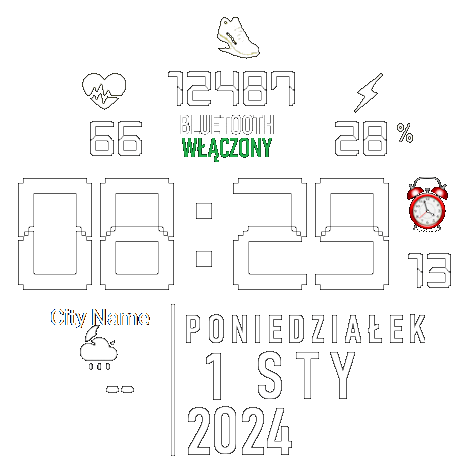 12487
BLUETOOTH
WŁĄCZONY
66
28 %
08:29
13
City Name
--
PONIEDZIAŁEK
1 STY
2024